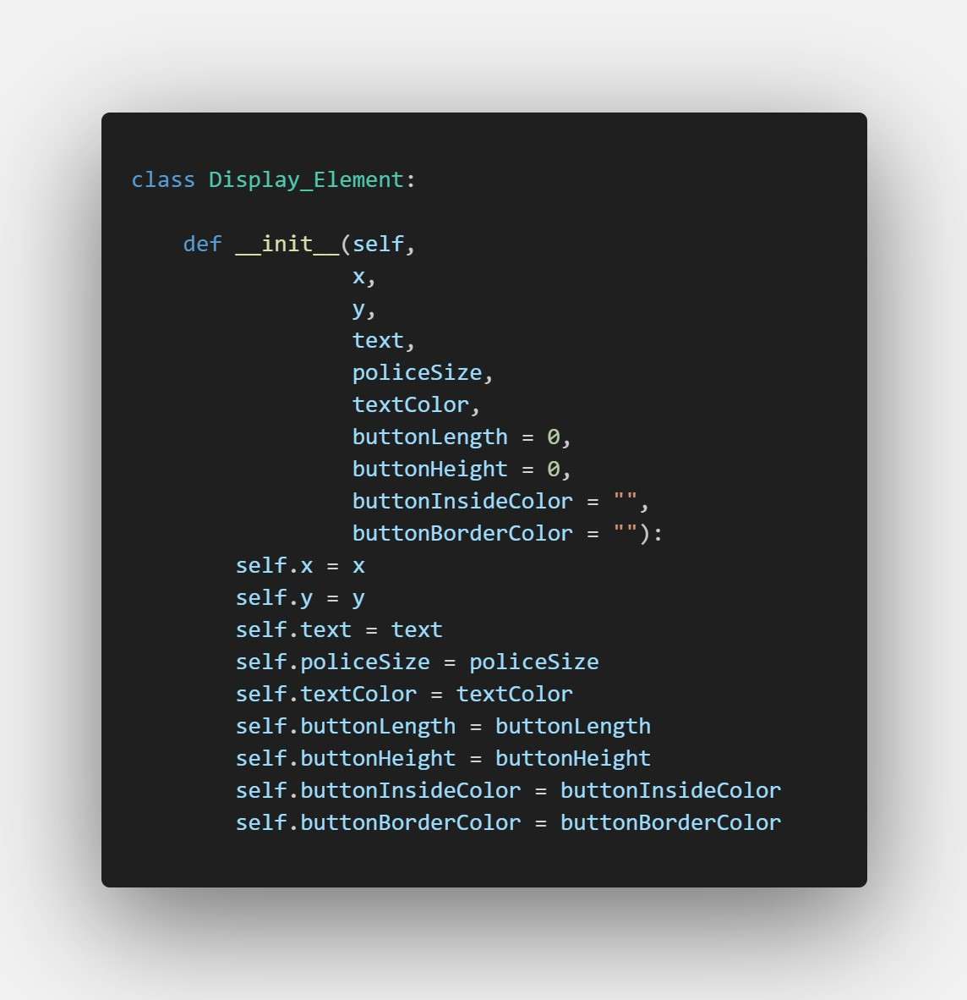 class Display_Element:
    def __init__(self,
                 x,
                 y,
                 text,
                 policeSize,
                 textColor,
                 buttonLength = 0,
                 buttonHeight = 0,
                 buttonInsideColor = "",
                 buttonBorderColor = ""):
        self.x = x
        self.y = y
        self.text = text
        self.policeSize = policeSize
        self.textColor = textColor
        self.buttonLength = buttonLength
        self.buttonHeight = buttonHeight
        self.buttonInsideColor = buttonInsideColor
        self.buttonBorderColor = buttonBorderColor